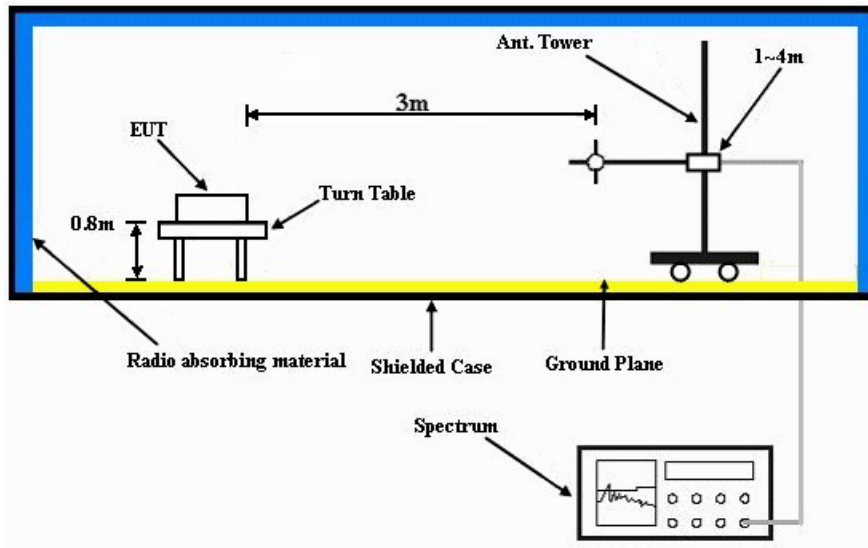 Ant. Tower
1~4m
3m
EUT
Turn Table
0.8m
Radio absorbing material
Shielded Case
Ground Plane
Spectrum